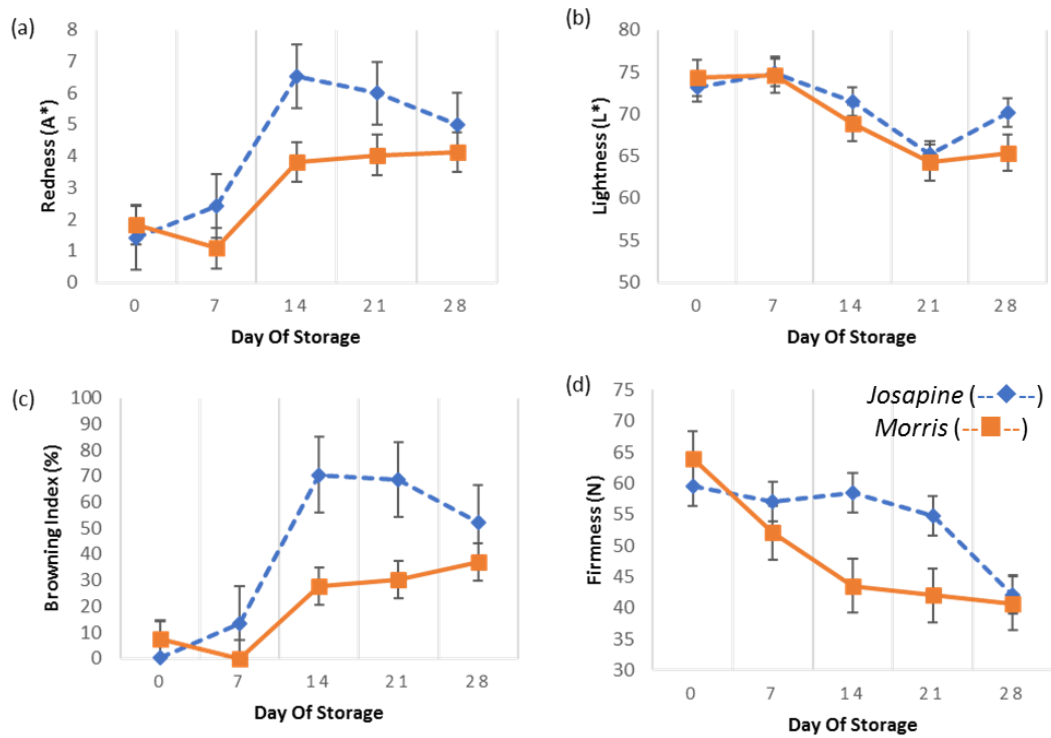 (a)
Redness (A*)
8
7
6
5
4
3
2
1
0
0 7 14 21 28
Day Of Storage
(b)
Lightness (L*)
80
75
70
65
60
55
50
0 7 14 21 28
Day Of Storage
(c)
Browning Index (%)
100
90
80
70
60
50
40
30
20
10
0
0 7 14 21 28
Day Of Storage
(d)
Firmness (N)
75
70
65
60
55
50
45
40
35
30
0 7 14 21 28
Day Of Storage
Josapine (-- --)
Morris (-- --)